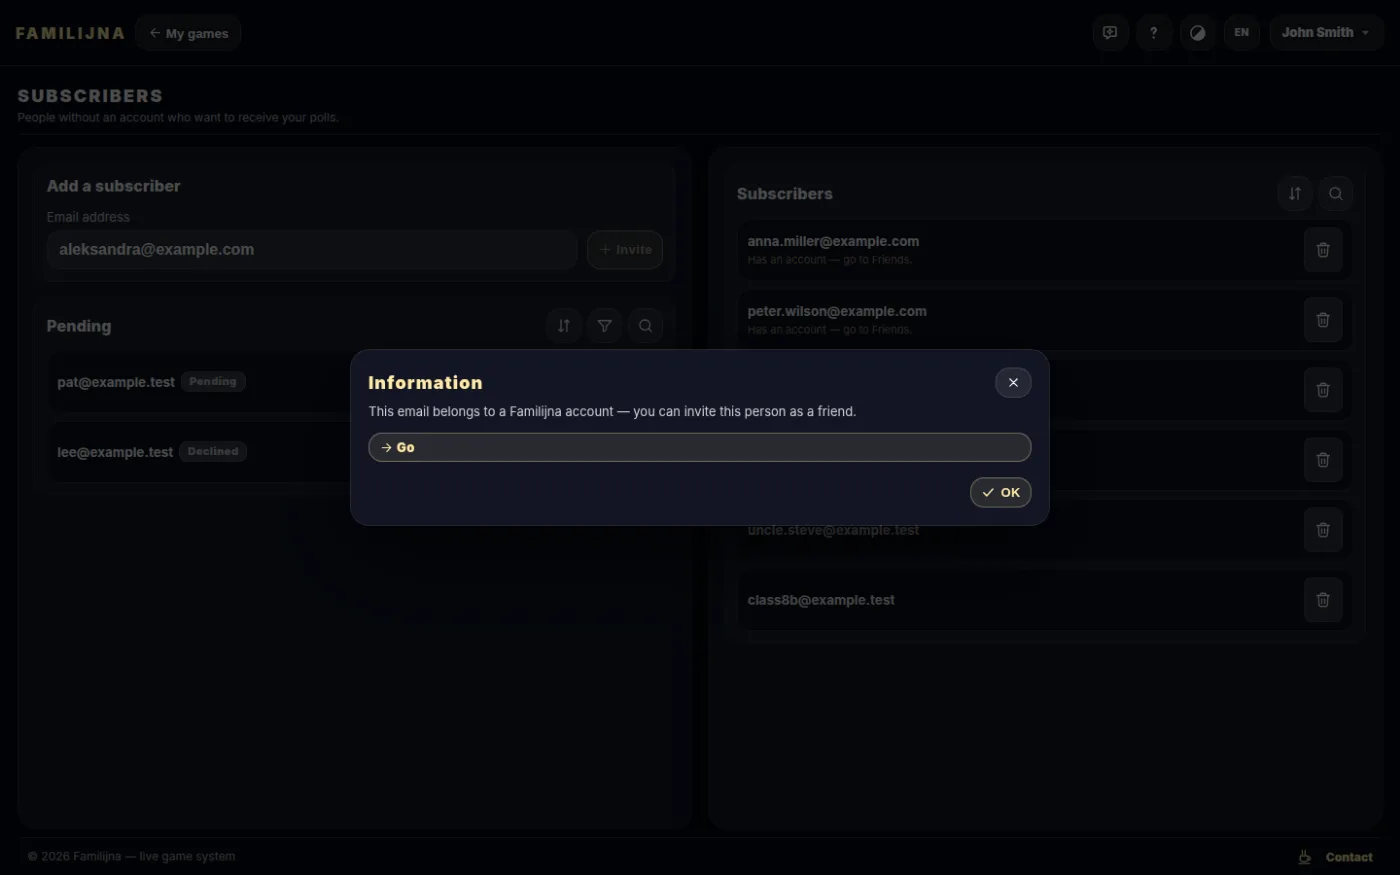 FAMILIJNA
← My games
?
EN
John Smith
SUBSCRIBERS
People without an account who want to receive your polls.
Add a subscriber
Email address
aleksandra@example.com
+ Invite
Pending
pat@example.test Pending
lee@example.test Declined
Subscribers
anna.miller@example.com
Has an account — go to Friends.
peter.wilson@example.com
Has an account — go to Friends.
uncle.steve@example.test
class8b@example.test
Information
This email belongs to a Familijna account — you can invite this person as a friend.
→ Go
OK
© 2026 Familijna — live game system
Contact